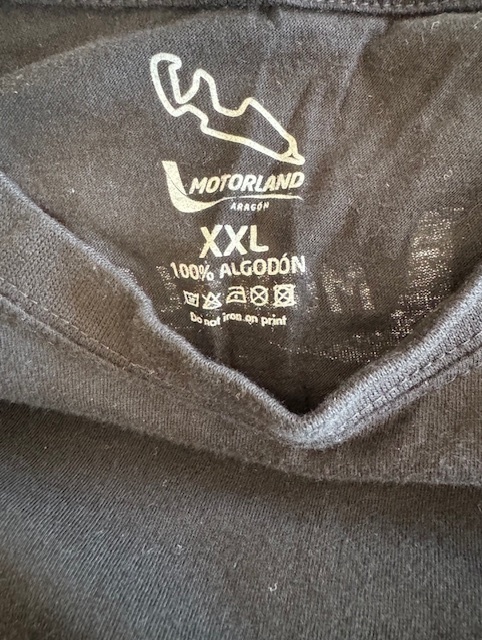 MOTORLAND
ARAGÓN
XXL
100% ALGODÓN
Do not iron on print